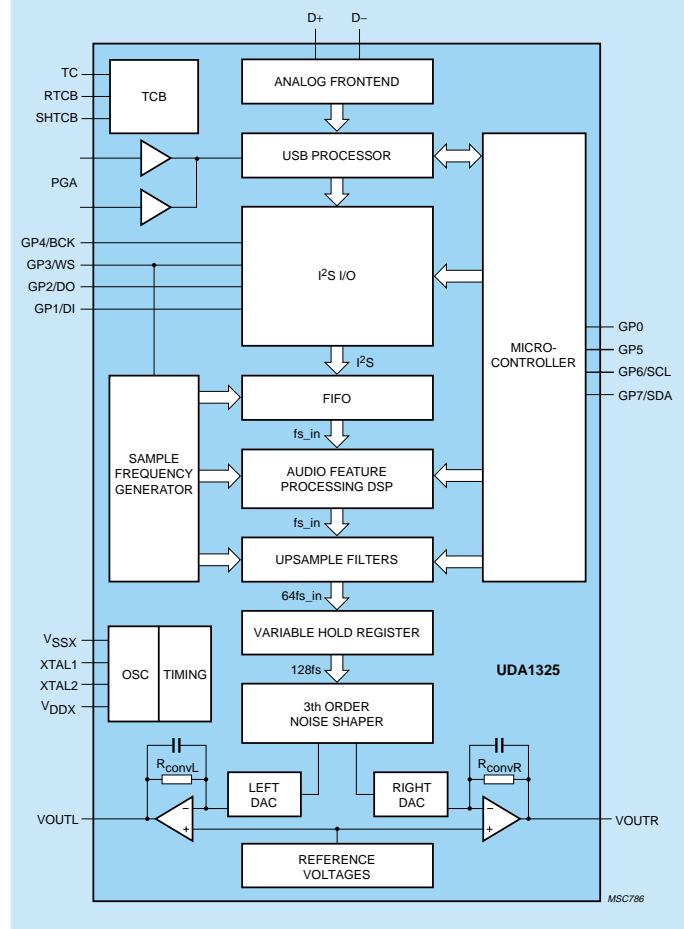 D+ D−
TC
RTCB
SHTCB
TCB
ANALOG FRONTEND
USB PROCESSOR
PGA
GP4/BCK
GP3/WS
GP2/DO
GP1/DI
I²S I/O
MICRO-
CONTROLLER
GP0
GP5
GP6/SCL
GP7/SDA
I²S
FIFO
fs_in
SAMPLE
FREQUENCY
GENERATOR
AUDIO FEATURE
PROCESSING DSP
fs_in
UPSAMPLE FILTERS
64fs_in
VARIABLE HOLD REGISTER
128fs
VSSX
XTAL1
XTAL2
VDDX
OSC
TIMING
UDA1325
3th ORDER
NOISE SHAPER
RconvL
RconvR
LEFT
DAC
RIGHT
DAC
−
+
−
+
VOUTL
VOUTR
REFERENCE
VOLTAGES
MSC786